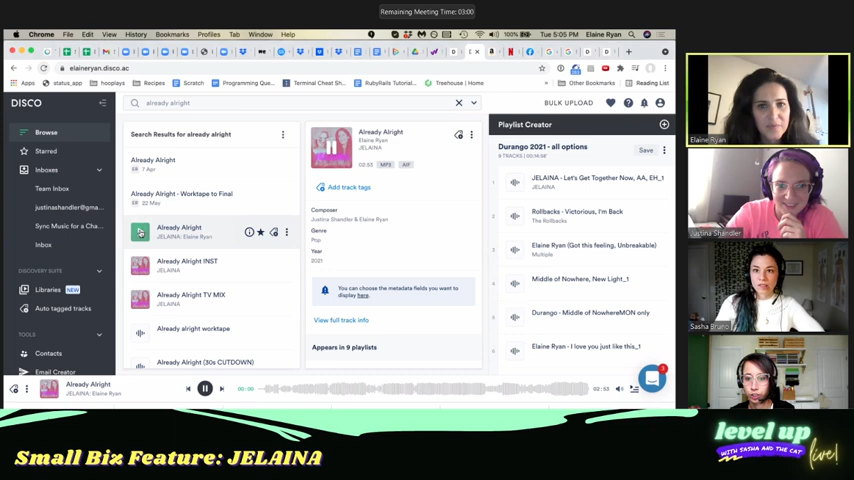 Remaining Meeting Time: 03:00
Chrome File Edit View History Bookmarks Profiles Tab Window Help 100% Tue 5:05 PM Elaine Ryan
elaineryan.disco.ac
Apps status_app hooplays Recipes Scratch Programming Que... Terminal Cheat Sh... RubyRails Tutorial... Treehouse | Home Other Bookmarks Reading List
DISCO
already alright
BULK UPLOAD
Browse
Starred
Inboxes
Team Inbox
justinashandler@gma...
Sync Music for a Cha...
Inbox
DISCOVERY SUITE
Libraries NEW
Auto tagged tracks
TOOLS
Contacts
Email Creator
Search Results for already alright
Already Alright
ER 7 Apr
Already Alright - Worktape to Final
ER 22 May
Already Alright
JELAINA; Elaine Ryan
Already Alright INST
JELAINA
Already Alright TV MIX
JELAINA
Already alright worktape
Already Alright (30s CUTDOWN)
Already Alright
Elaine Ryan
JELAINA
02:53 MP3 AIF
Add track tags
Composer
Justina Shandler & Elaine Ryan
Genre
Pop
Year
2021
You can choose the metadata fields you want to
display here.
View full track info
Appears in 9 playlists
Playlist Creator
Durango 2021 - all options
Save
1 JELAINA - Let's Get Together Now, AA, EH_1
JELAINA
2 Rollbacks - Victorious, I'm Back
The Rollbacks
3 Elaine Ryan (Got this feeling, Unbreakable)
Multiple
4 Middle of Nowhere, New Light_1
5 Durango - Middle of NowhereMON only
6 Elaine Ryan - I love you just like this_1
3
Already Alright
JELAINA; Elaine Ryan
00:00
02:53
Elaine Ryan
Justina Shandler
Sasha Bruno
Small Biz Feature: JELAINA
level up
WITH SASHA AND THE CAT
live!